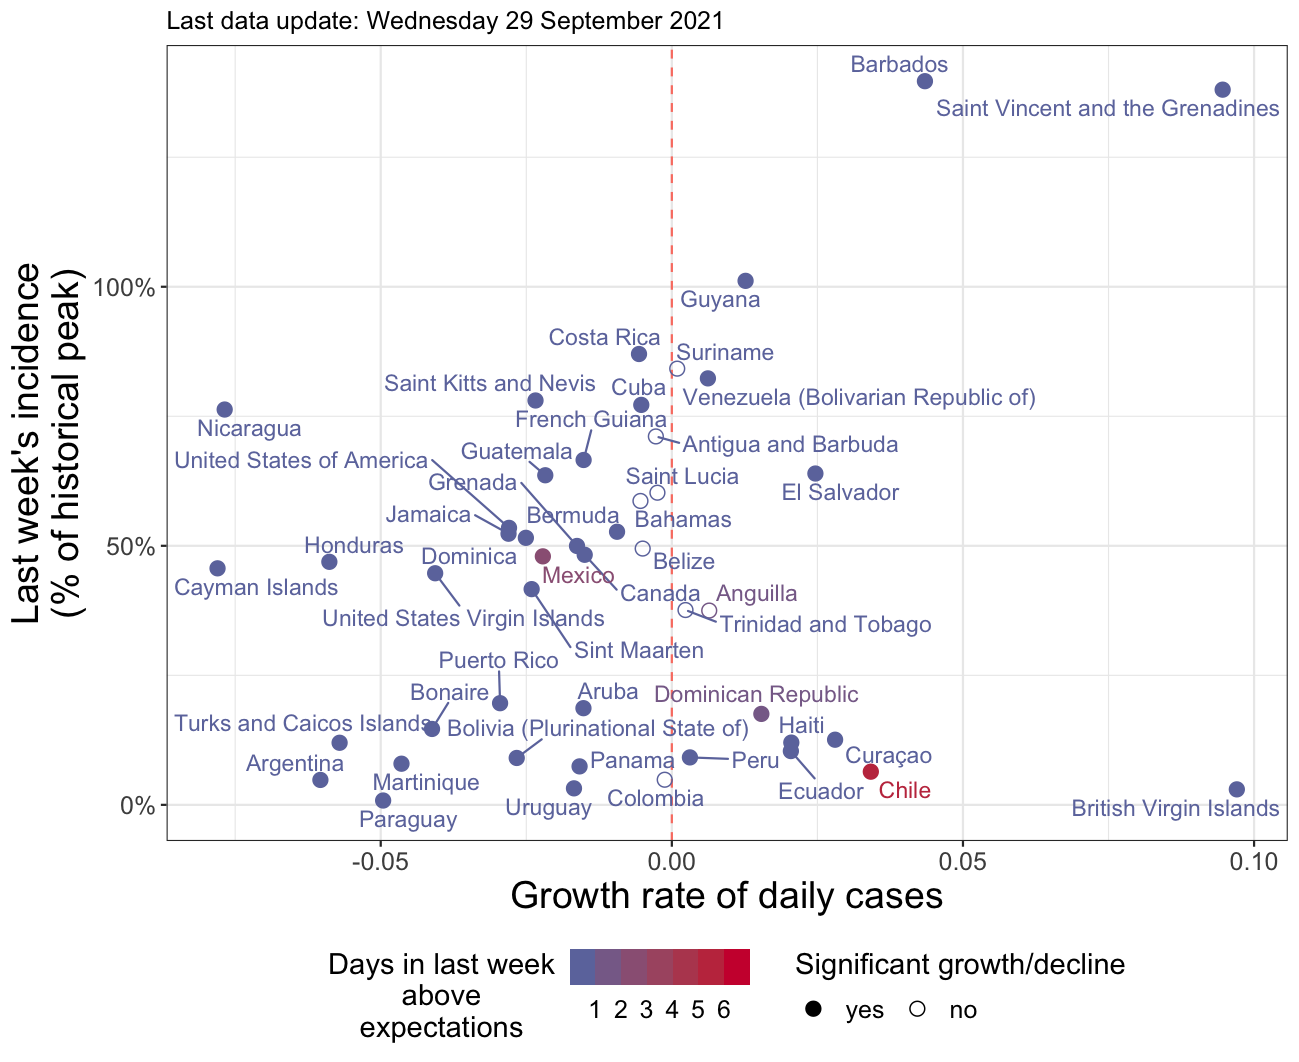 Last data update: Wednesday 29 September 2021
Last week's incidence
(% of historical peak)
100%
50%
0%
Barbados
Saint Vincent and the Grenadines
Guyana
Costa Rica
Suriname
Saint Kitts and Nevis
Cuba
Venezuela (Bolivarian Republic of)
French Guiana
Nicaragua
Antigua and Barbuda
Guatemala
United States of America
Saint Lucia
Grenada
El Salvador
Jamaica
Bermuda
Bahamas
Honduras
Dominica
Belize
Mexico
Cayman Islands
Canada
Anguilla
United States Virgin Islands
Trinidad and Tobago
Sint Maarten
Puerto Rico
Bonaire
Aruba
Dominican Republic
Turks and Caicos Islands
Bolivia (Plurinational State of)
Haiti
Argentina
Panama
Peru
Curaçao
Martinique
Ecuador
Chile
Uruguay
Colombia
British Virgin Islands
Paraguay
-0.05
0.00
0.05
0.10
Growth rate of daily cases
Days in last week
above
expectations
1 2 3 4 5 6
Significant growth/decline
yes
no